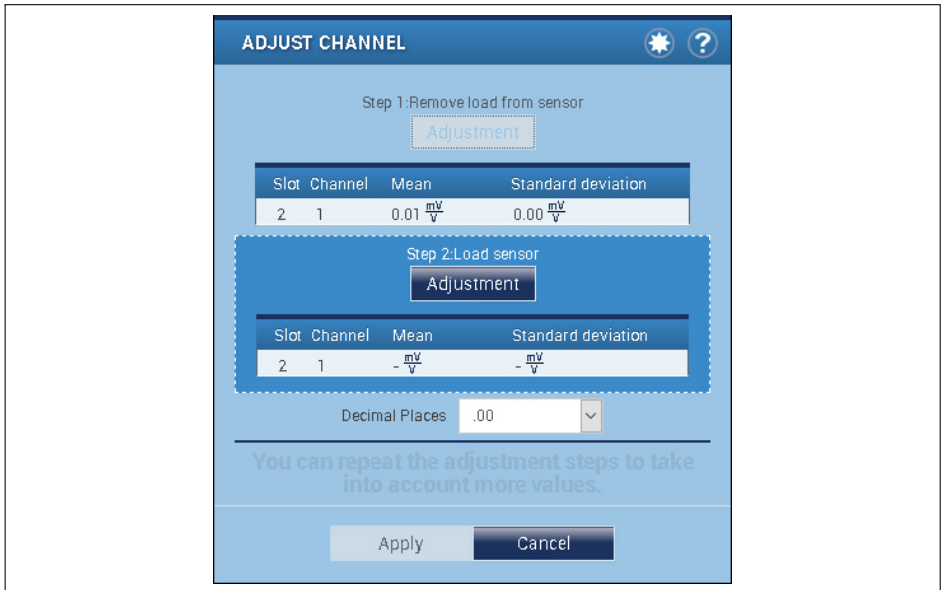 ADJUST CHANNEL ?
Step 1:Remove load from sensor
Adjustment
Slot Channel Mean Standard deviation
2 1 0.01 mV/V 0.00 mV/V
Step 2:Load sensor
Adjustment
Slot Channel Mean Standard deviation
2 1 - mV/V - mV/V
Decimal Places .00
You can repeat the adjustment steps to take
into account more values.
Apply Cancel